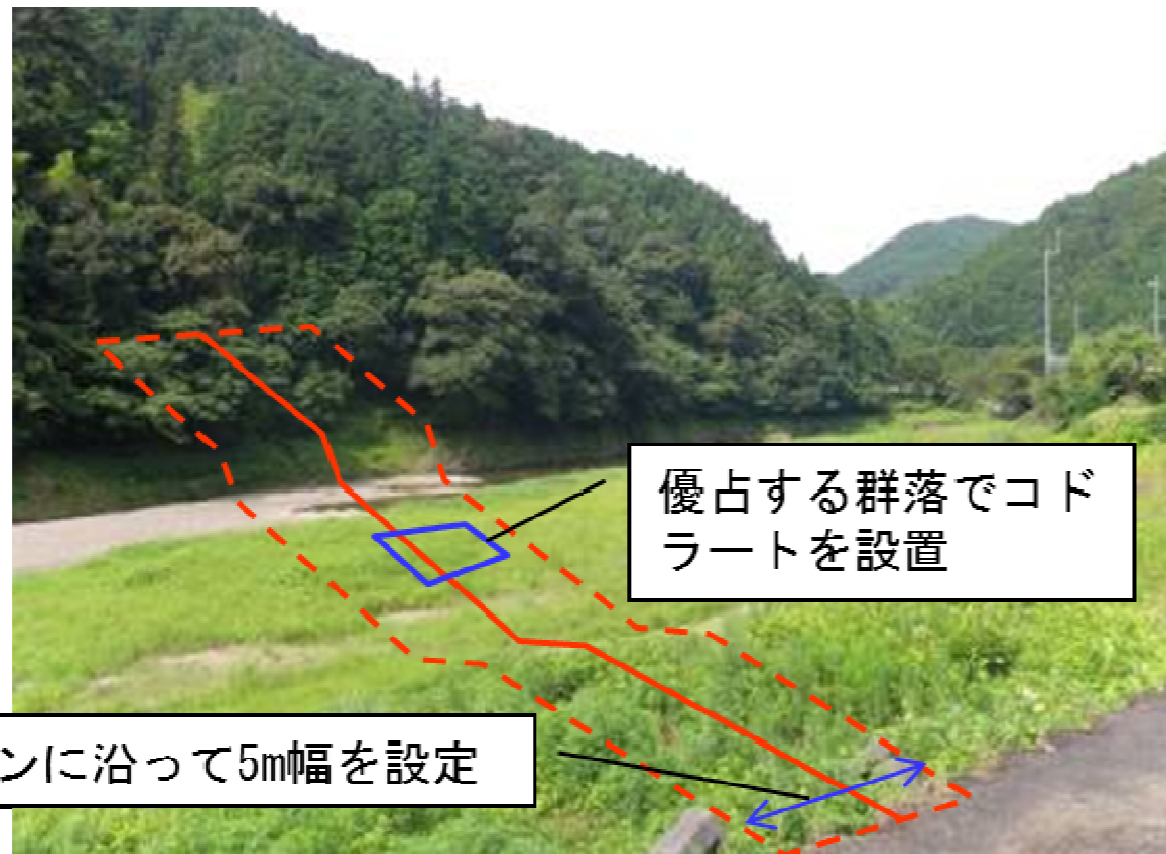 優占する群落でコド
ラートを設置
ンに沿って5m幅を設定